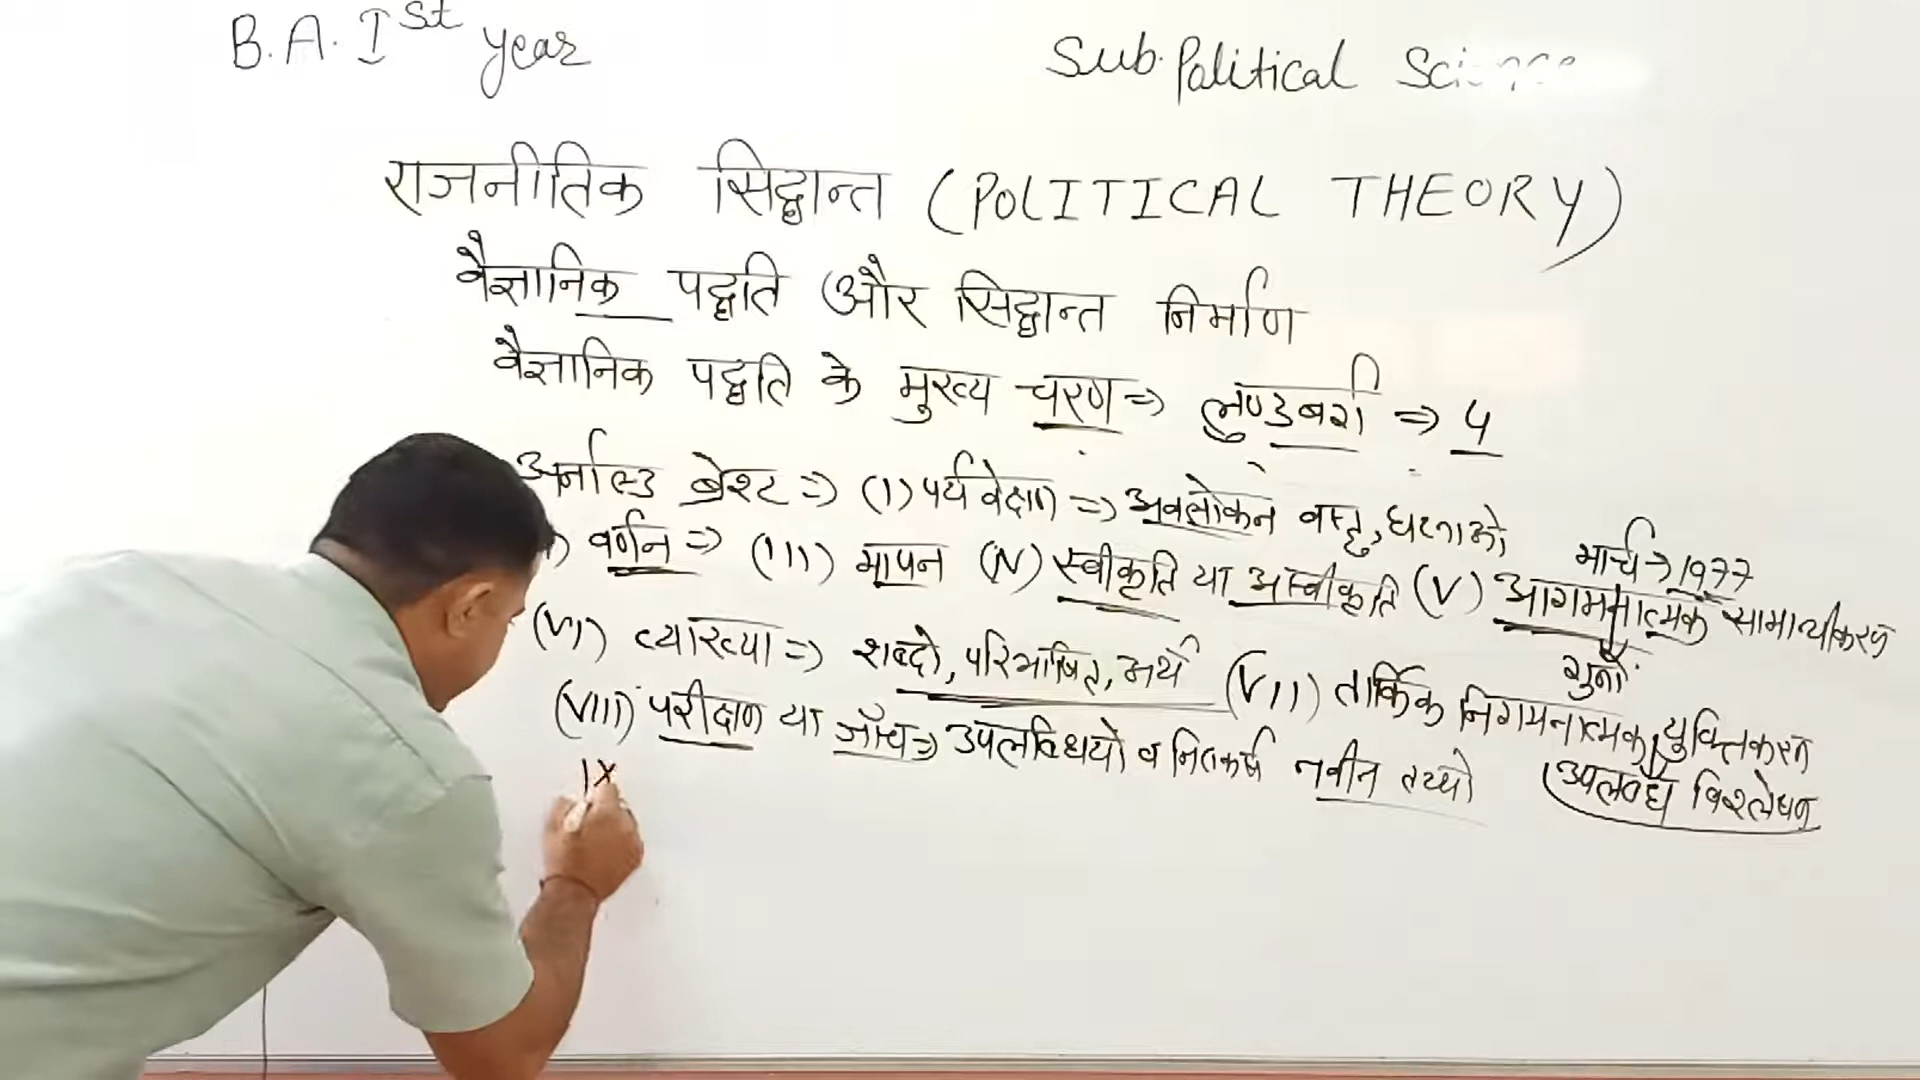 B.A. Ist year
Sub. Political Science
राजनीतिक सिद्धान्त (POLITICAL THEORY)
वैज्ञानिक पद्धति और सिद्धान्त निर्माण
वैज्ञानिक पद्धति के मुख्य चरण ⇒ लुण्डबर्ग ⇒ 4
अर्नाल्ड ब्रेश्ट ⇒ (I) पर्यवेक्षण ⇒ अवलोकन वस्तु, घटनाओं
) वर्णन ⇒ (III) मापन (IV) स्वीकृति या अस्वीकृति (V) आगमनात्मक सामान्यीकरण
मार्च → 1977
(VI) व्याख्या ⇒ शब्दो, परिभाषित, अर्थ (VII) तार्किक निगमनात्मक युक्तिकरण
(VIII) परीक्षण या जाँच ⇒ उपलब्धियो व निष्कर्ष नवीन तथ्यो
उपलब्ध विश्लेषण
IX